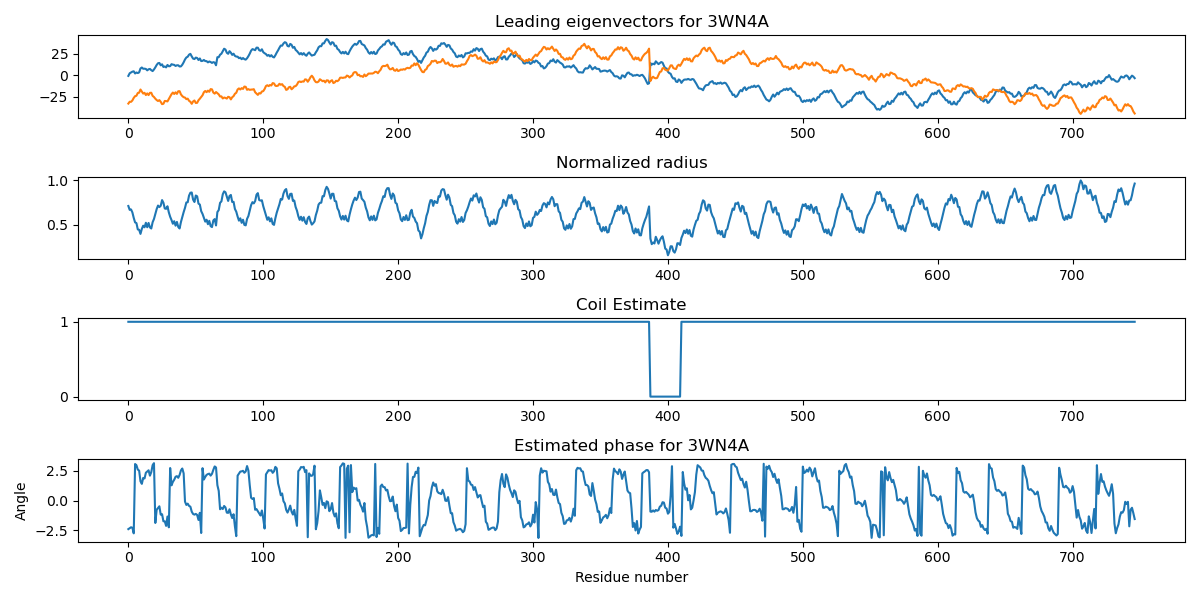 Leading eigenvectors for 3WN4A
25
0
−25
0 100 200 300 400 500 600 700
Normalized radius
1.0
0.5
0 100 200 300 400 500 600 700
Coil Estimate
1
0
0 100 200 300 400 500 600 700
Estimated phase for 3WN4A
Angle
2.5
0.0
−2.5
0 100 200 300 400 500 600 700
Residue number